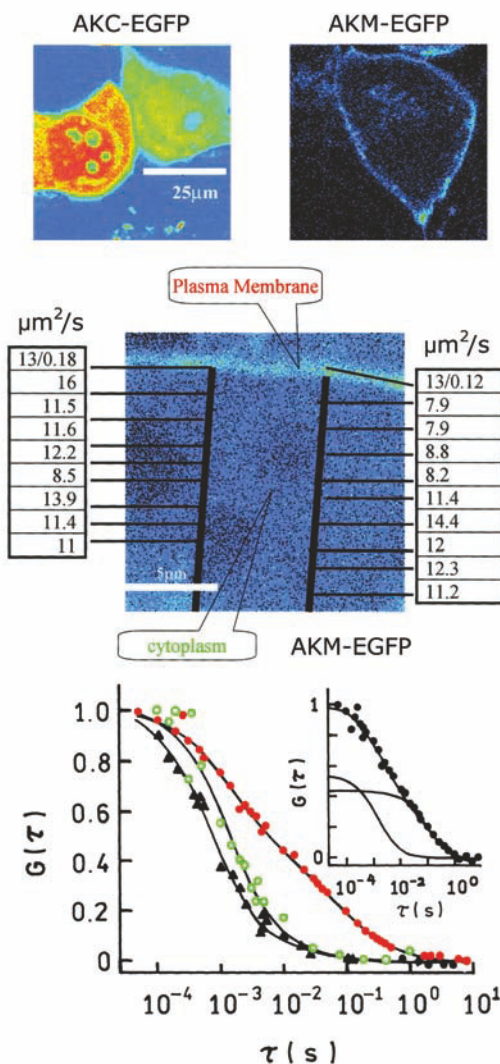 AKC-EGFP AKM-EGFP
25μm
Plasma Membrane
μm²/s μm²/s
13/0.18
16
11.5
11.6
12.2
8.5
13.9
11.4
11
13/0.12
7.9
7.9
8.8
8.2
11.4
14.4
12
12.3
11.2
5μm
cytoplasm
AKM-EGFP
G(τ)
1.0
0.8
0.6
0.4
0.2
0
10⁻⁴ 10⁻³ 10⁻² 10⁻¹ 10⁰ 10¹
τ(s)
G(τ)
1
0
10⁻⁴ 10⁻² 10⁰
τ(s)